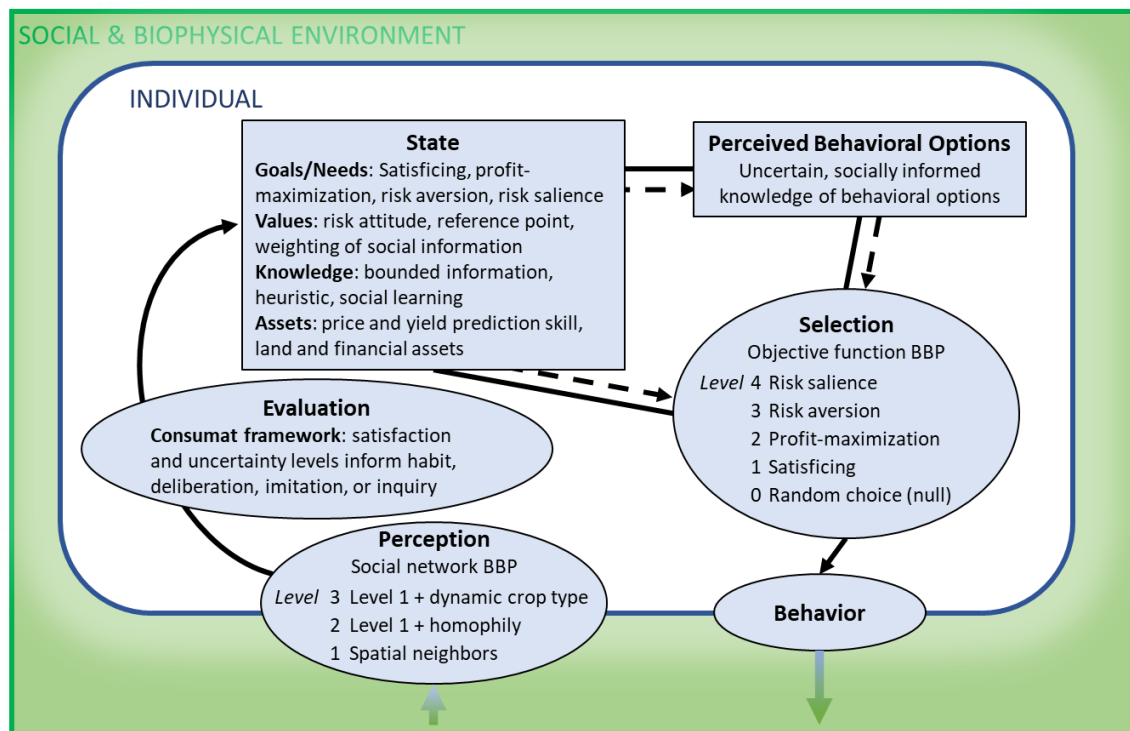 SOCIAL & BIOPHYSICAL ENVIRONMENT
INDIVIDUAL
State
Goals/Needs: Satisficing, profit-
maximization, risk aversion, risk salience
Values: risk attitude, reference point,
weighting of social information
Knowledge: bounded information,
heuristic, social learning
Assets: price and yield prediction skill,
land and financial assets
Perceived Behavioral Options
Uncertain, socially informed
knowledge of behavioral options
Selection
Objective function BBP
Level 4 Risk salience
3 Risk aversion
2 Profit-maximization
1 Satisficing
0 Random choice (null)
Evaluation
Consumat framework: satisfaction
and uncertainty levels inform habit,
deliberation, imitation, or inquiry
Perception
Social network BBP
Level 3 Level 1 + dynamic crop type
2 Level 1 + homophily
1 Spatial neighbors
Behavior